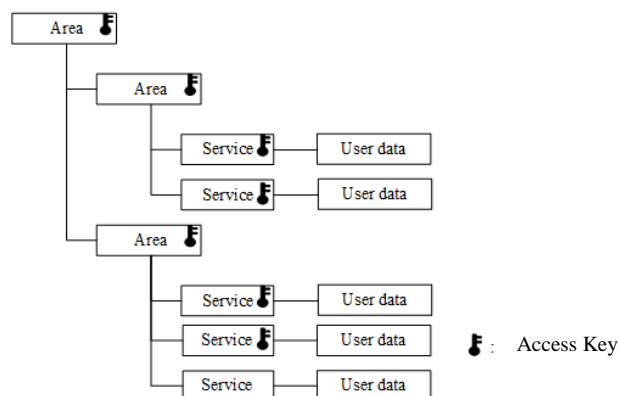 Area
Area
Service User data
Service User data
Area
Service User data
Service User data
: Access Key
Service User data